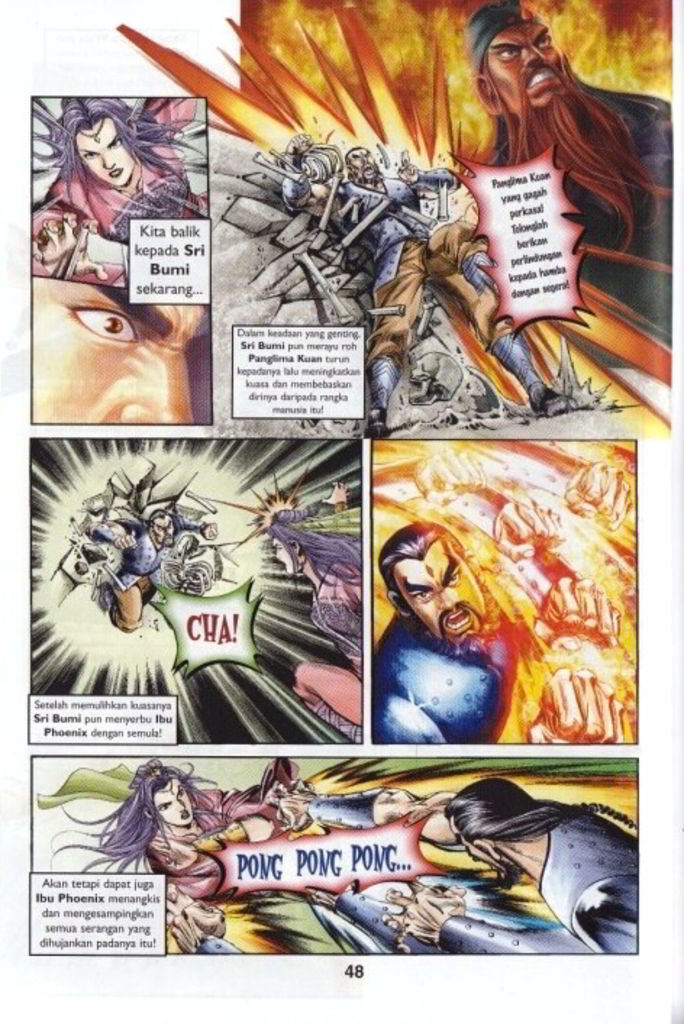 Kita balik
kepada Sri
Bumi
sekarang...
Panglima Kuan
yang gagah
perkasa!
Tolonglah
berikan
perlindungan
kepada hamba
dengan segera!
Dalam keadaan yang genting,
Sri Bumi pun merayu roh
Panglima Kuan turun
kepadanya lalu meningkatkan
kuasa dan membebaskan
dirinya daripada rangka
manusia itu!
CHA!
Setelah memulihkan kuasanya
Sri Bumi pun menyerbu Ibu
Phoenix dengan semula!
PONG PONG PONG...
Akan tetapi dapat juga
Ibu Phoenix menangkis
dan mengesampingkan
semua serangan yang
dihujankan padanya itu!
48